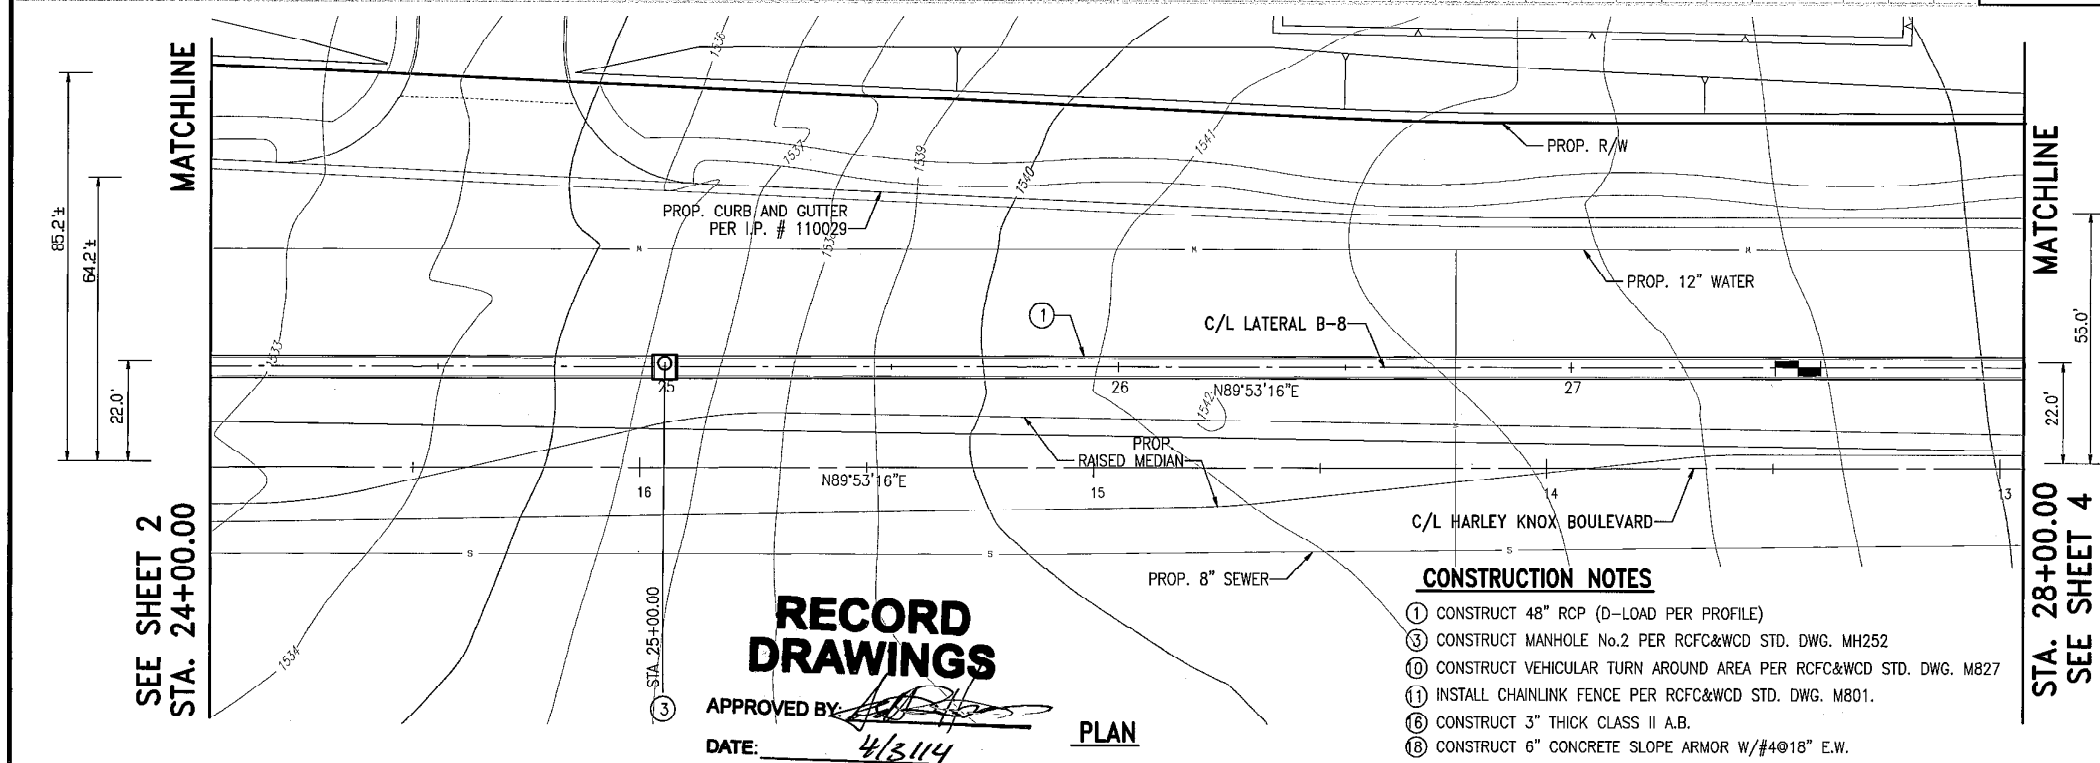 MATCHLINE
SEE SHEET 2
STA. 24+00.00
85.2'±
64.2'±
22.0'
1536
1537
1539
1540
1541
1533
1534
1542
PROP. R/W
PROP. CURB AND GUTTER
PER I.P. # 110029
W
W
W
PROP. 12" WATER
1
C/L LATERAL B-8
25
26
27
N89°53'16"E
PROP.
RAISED MEDIAN
N89°53'16"E
16
15
14
13
C/L HARLEY KNOX BOULEVARD
S
S
S
PROP. 8" SEWER
STA. 25+00.00
3
RECORD
DRAWINGS
APPROVED BY:
DATE: 4/3/14
PLAN
CONSTRUCTION NOTES
1 CONSTRUCT 48" RCP (D-LOAD PER PROFILE)
3 CONSTRUCT MANHOLE No.2 PER RCFC&WCD STD. DWG. MH252
10 CONSTRUCT VEHICULAR TURN AROUND AREA PER RCFC&WCD STD. DWG. M827
11 INSTALL CHAINLINK FENCE PER RCFC&WCD STD. DWG. M801.
16 CONSTRUCT 3" THICK CLASS II A.B.
18 CONSTRUCT 6" CONCRETE SLOPE ARMOR W/#4@18" E.W.
MATCHLINE
STA. 28+00.00
SEE SHEET 4
55.0'
22.0'